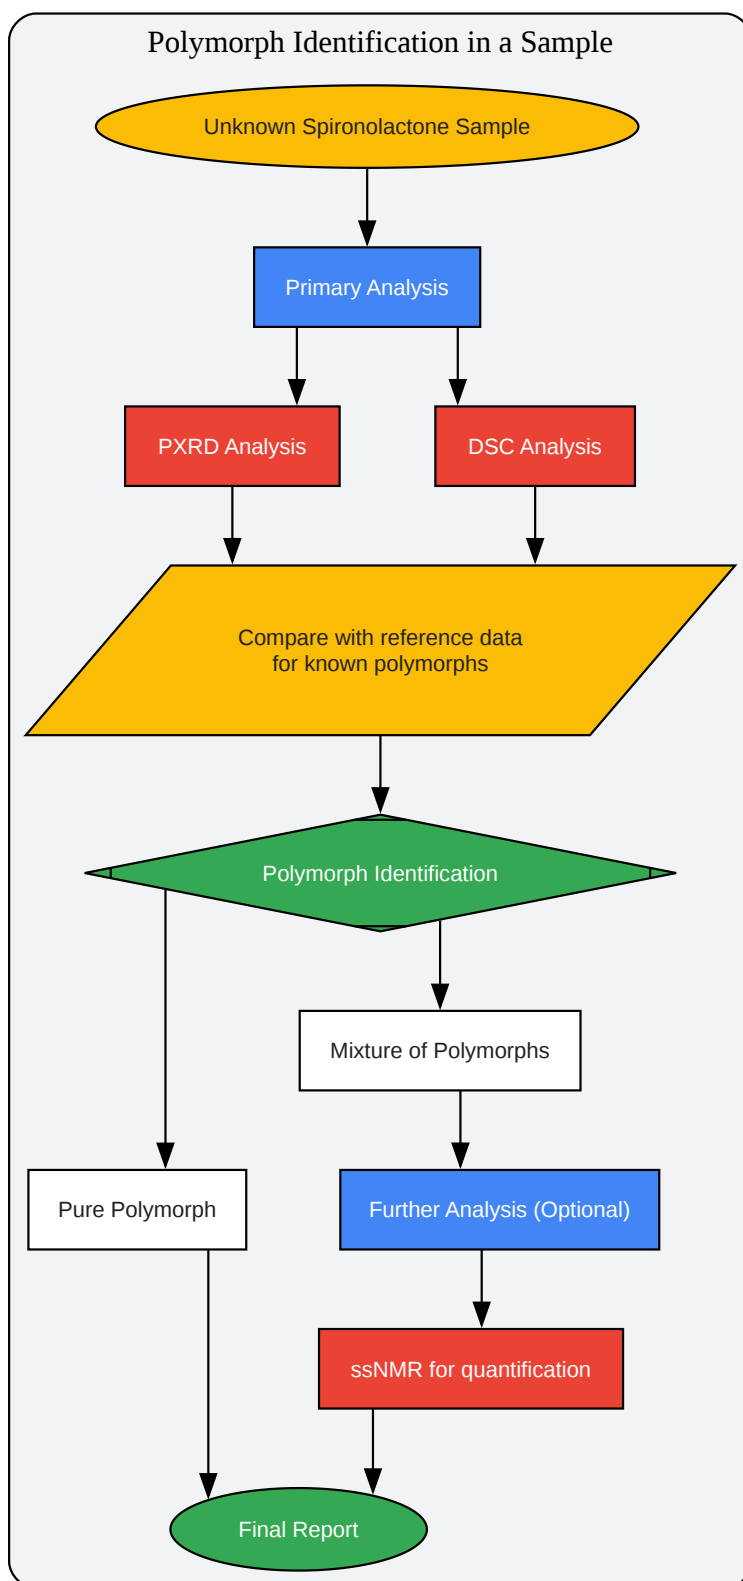 Polymorph Identification in a Sample
Unknown Spironolactone Sample
Primary Analysis
PXRD Analysis
DSC Analysis
Compare with reference data
for known polymorphs
Polymorph Identification
Mixture of Polymorphs
Pure Polymorph
Further Analysis (Optional)
ssNMR for quantification
Final Report